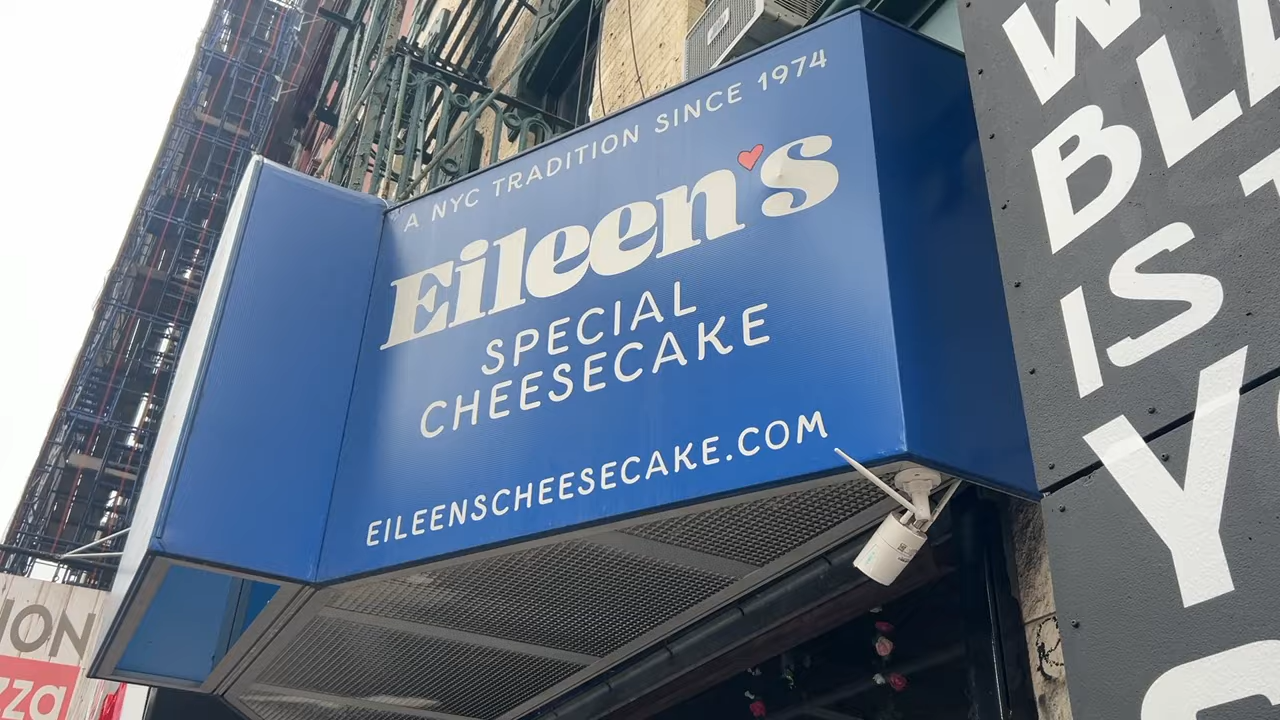 A NYC TRADITION SINCE 1974
Eileen's
SPECIAL
CHEESECAKE
EILEENSCHEESECAKE.COM
BL
IS